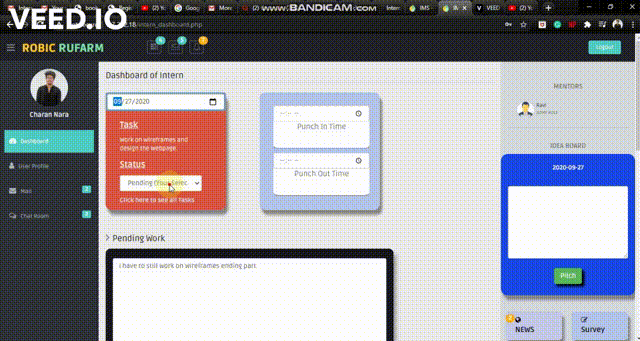 VEED.IO
WWW.BANDICAM.COM
.18/intern_dashboard.php
ROBIC RUFARM
Logout
Charan Nara
Dashboard
User Profile
Mail
Chat Room
Dashboard of Intern
09/27/2020
Task
Work on wireframes and
design the webpage.
Status
Pending (Your Selec
Click here to see all Tasks
--:-- --
Punch In Time
--:-- --
Punch Out Time
Pending Work
I have to still work on wireframes ending part
MENTORS
Ravi
IDEA BOARD
2020-09-27
Pitch
NEWS
Survey